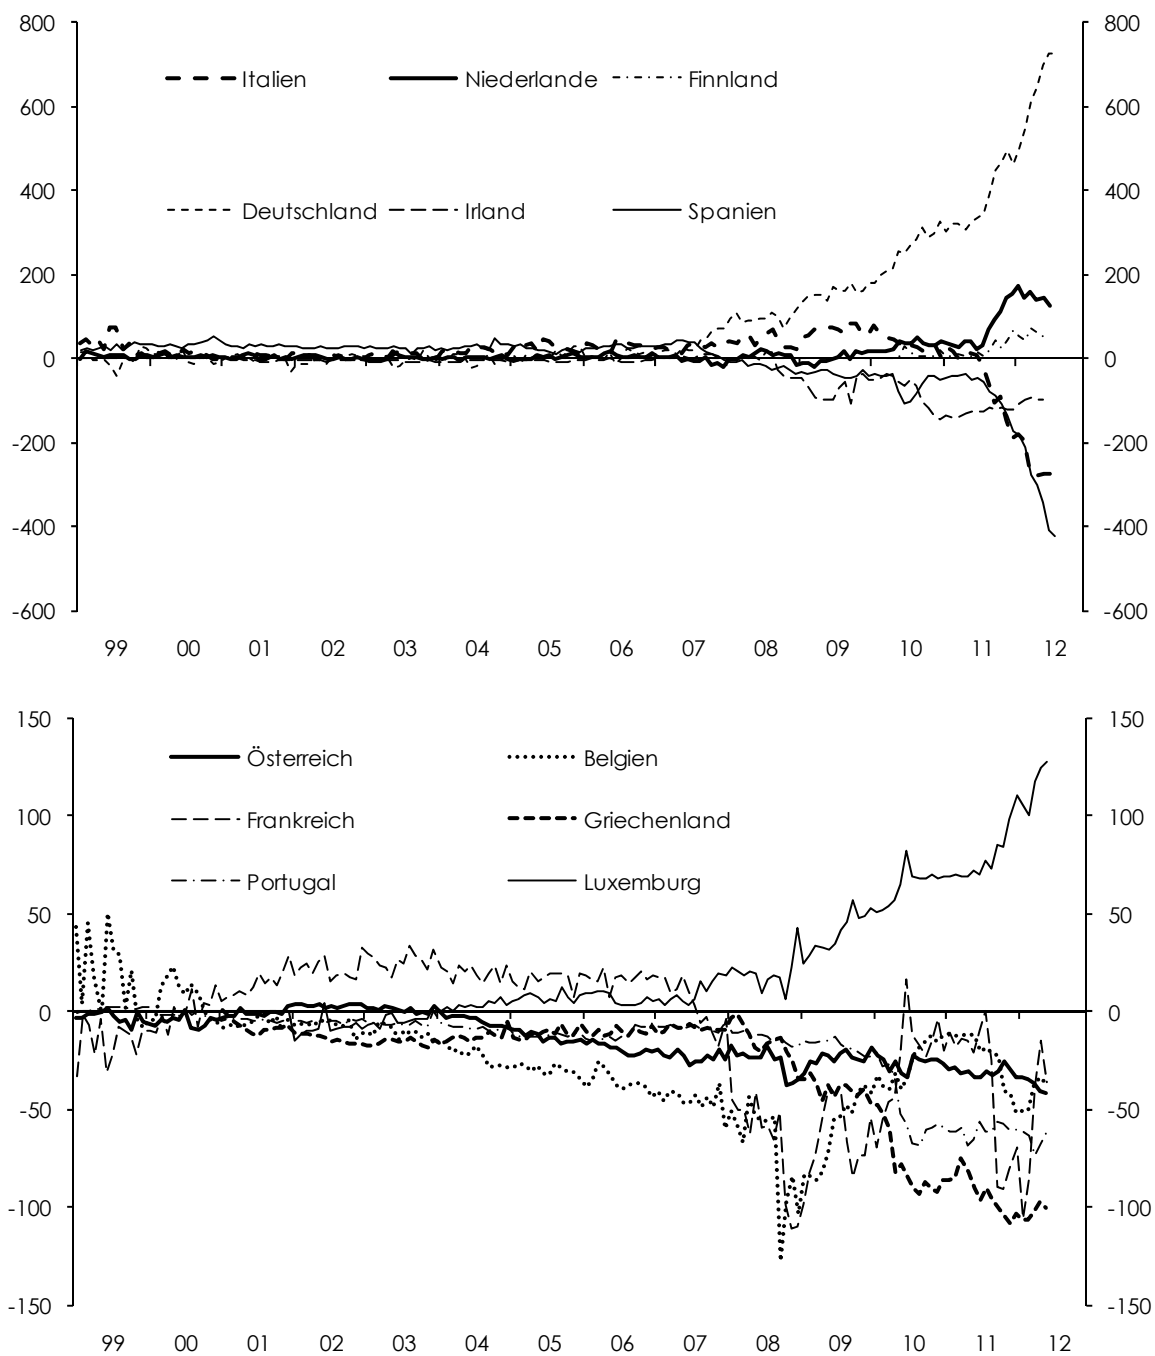 800 800
Italien Niederlande Finnland
600 600
400 400
Deutschland Irland Spanien
200 200
0 0
-200 -200
-400 -400
-600 -600
99 00 01 02 03 04 05 06 07 08 09 10 11 12
150 150
Österreich Belgien
100 100
Frankreich Griechenland
Portugal Luxemburg
50 50
0 0
-50 -50
-100 -100
-150 -150
99 00 01 02 03 04 05 06 07 08 09 10 11 12